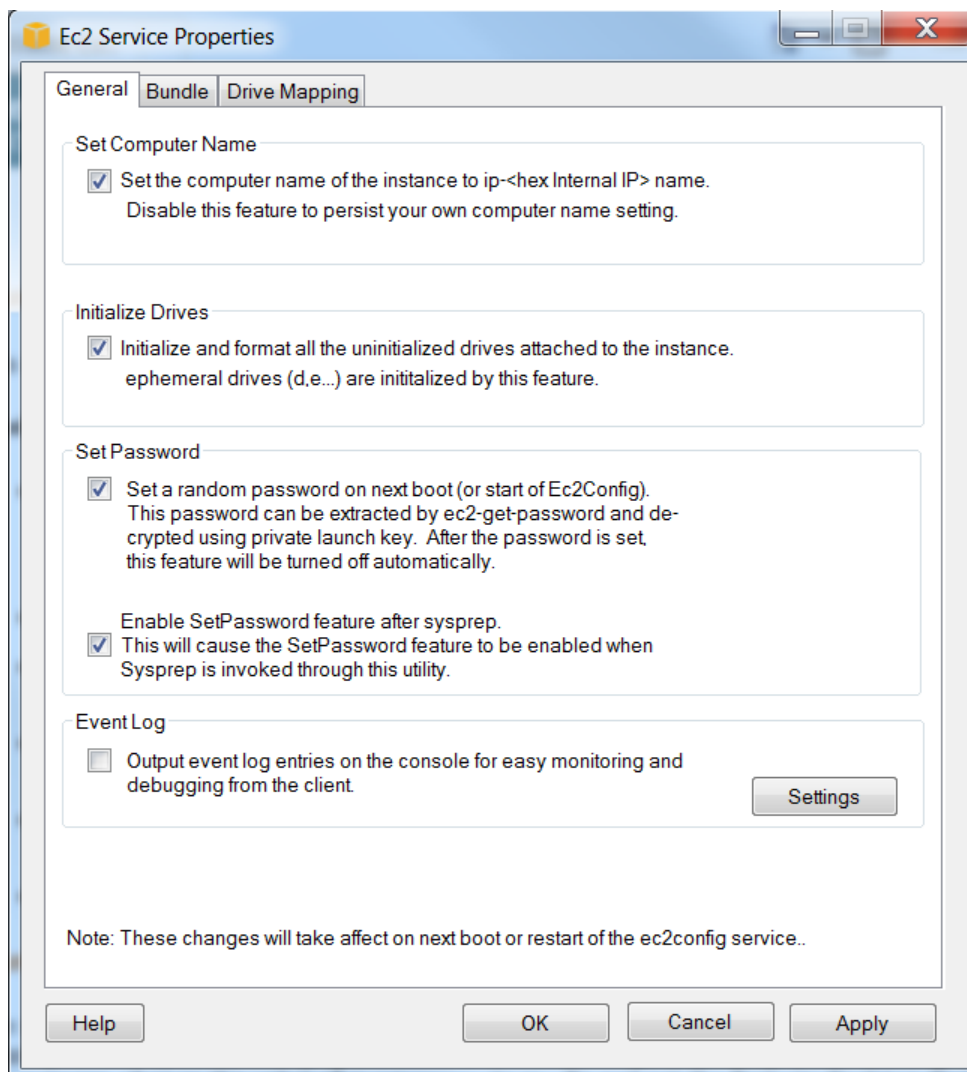 Ec2 Service Properties
General Bundle Drive Mapping
Set Computer Name
Set the computer name of the instance to ip-<hex Internal IP> name.
Disable this feature to persist your own computer name setting.
Initialize Drives
Initialize and format all the uninitialized drives attached to the instance.
ephemeral drives (d,e...) are inititalized by this feature.
Set Password
Set a random password on next boot (or start of Ec2Config).
This password can be extracted by ec2-get-password and de-
crypted using private launch key. After the password is set,
this feature will be turned off automatically.
Enable SetPassword feature after sysprep.
This will cause the SetPassword feature to be enabled when
Sysprep is invoked through this utility.
Event Log
Output event log entries on the console for easy monitoring and
debugging from the client.
Settings
Note: These changes will take affect on next boot or restart of the ec2config service..
Help OK Cancel Apply